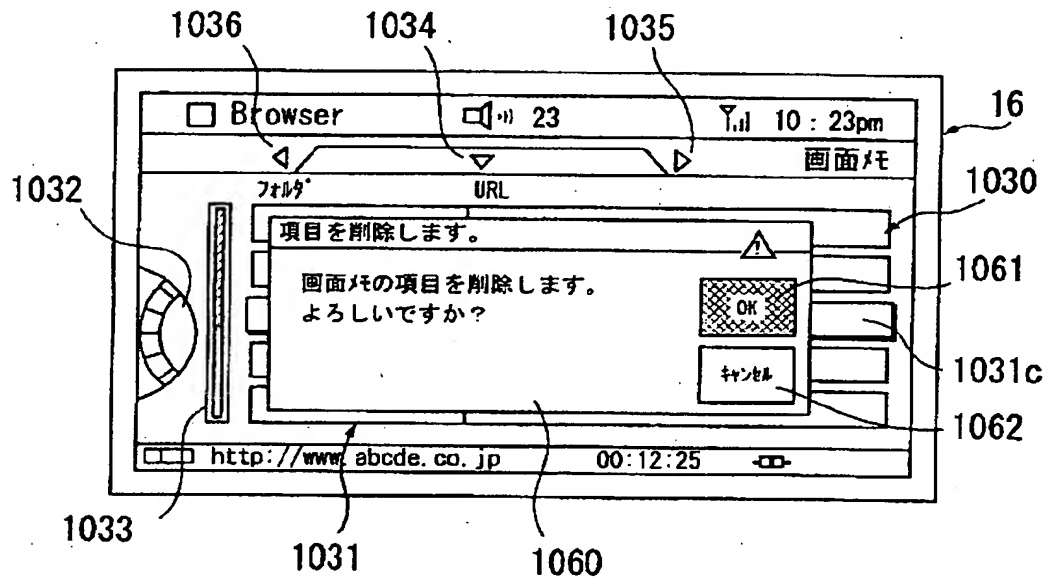 1036 1034 1035
Browser 23 10:23pm 16
画面メモ
1032 フォルダ URL 1030
項目を削除します。
画面メモの項目を削除します。 1061
よろしいですか? OK
キャンセル 1031c
1062
http://www.abcde.co.jp 00:12:25
1033 1031 1060